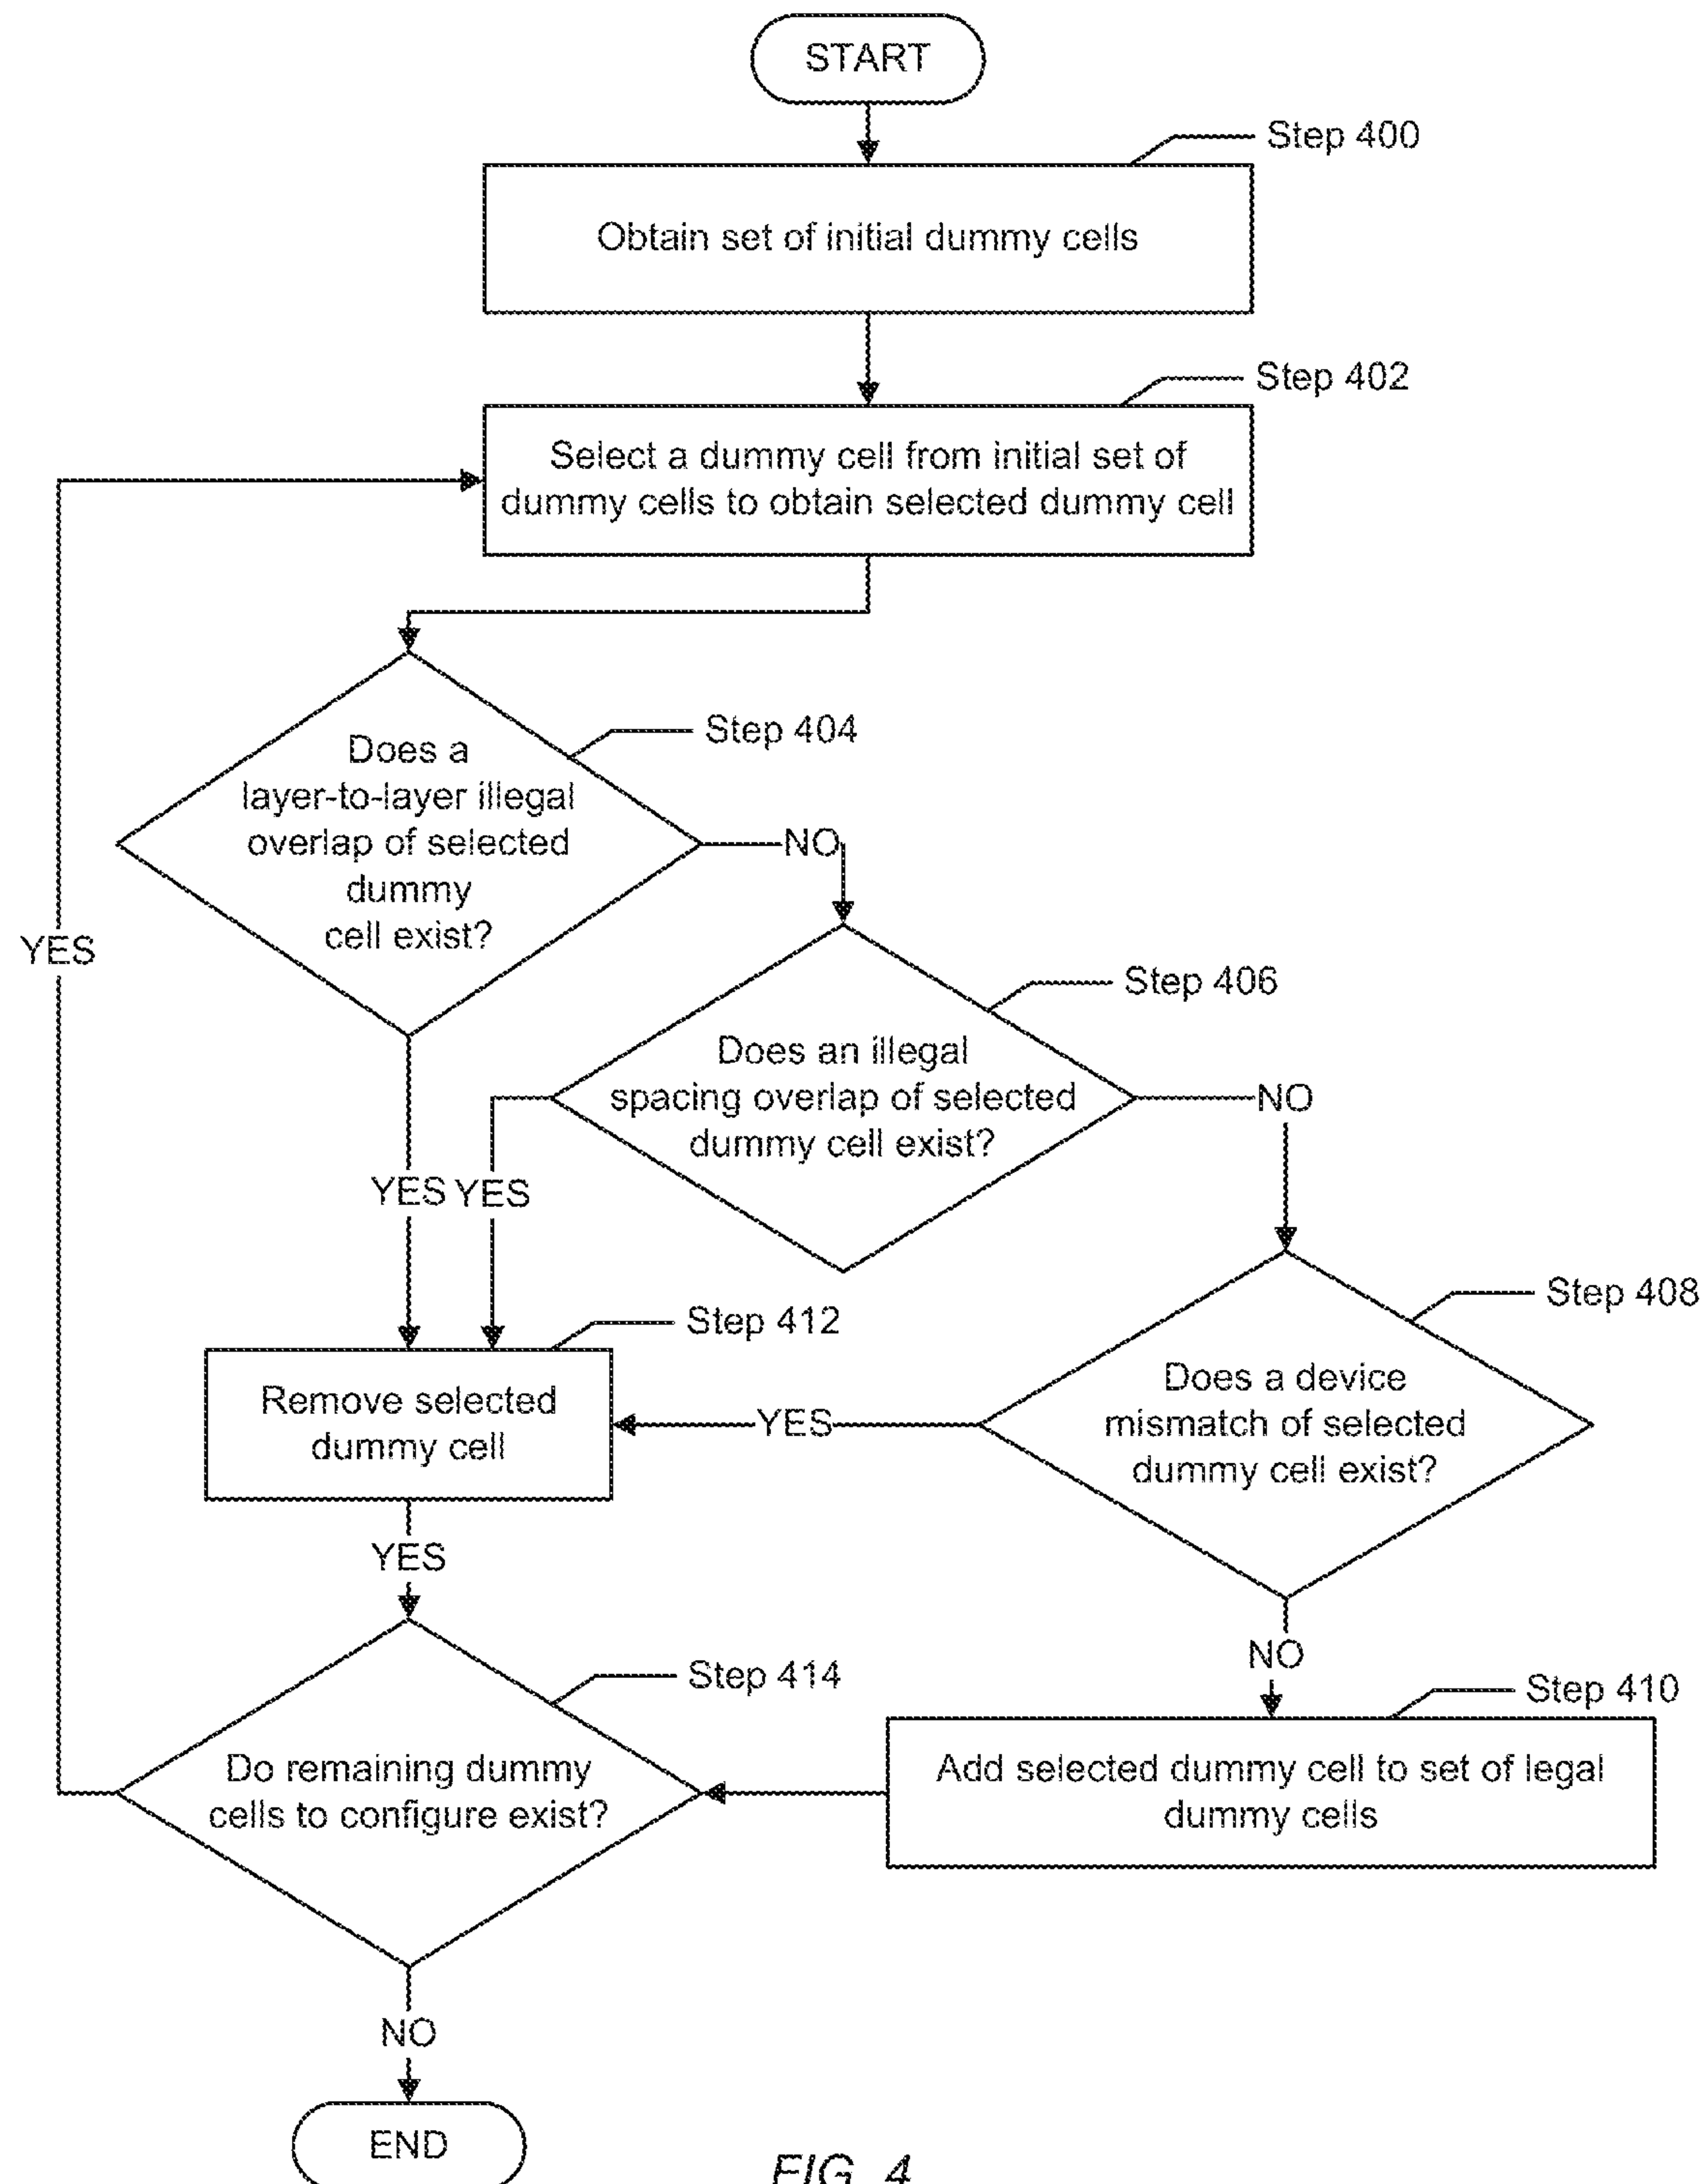 START
Step 400
Obtain set of initial dummy cells
Step 402
Select a dummy cell from initial set of
dummy cells to obtain selected dummy cell
Step 404
Does a
layer-to-layer illegal
overlap of selected
dummy
cell exist?
NO
YES
Step 406
Does an illegal
spacing overlap of selected
dummy cell exist?
NO
YES
YES
Step 408
Does a device
mismatch of selected
dummy cell exist?
Step 412
Remove selected
dummy cell
YES
YES
NO
Step 414
Do remaining dummy
cells to configure exist?
Step 410
Add selected dummy cell to set of legal
dummy cells
NO
END
FIG. 4